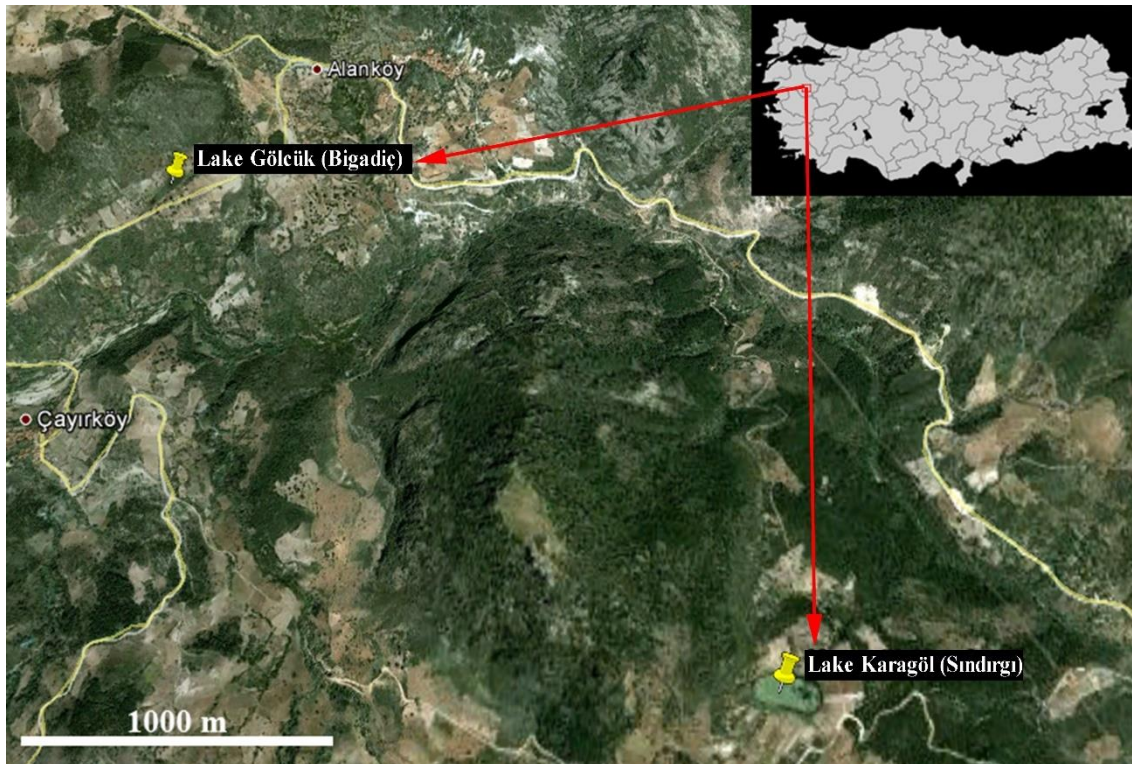 Alanköy
Lake Gölcük (Bigadiç)
Çayırköy
Lake Karagöl (Sındırgı)
1000 m